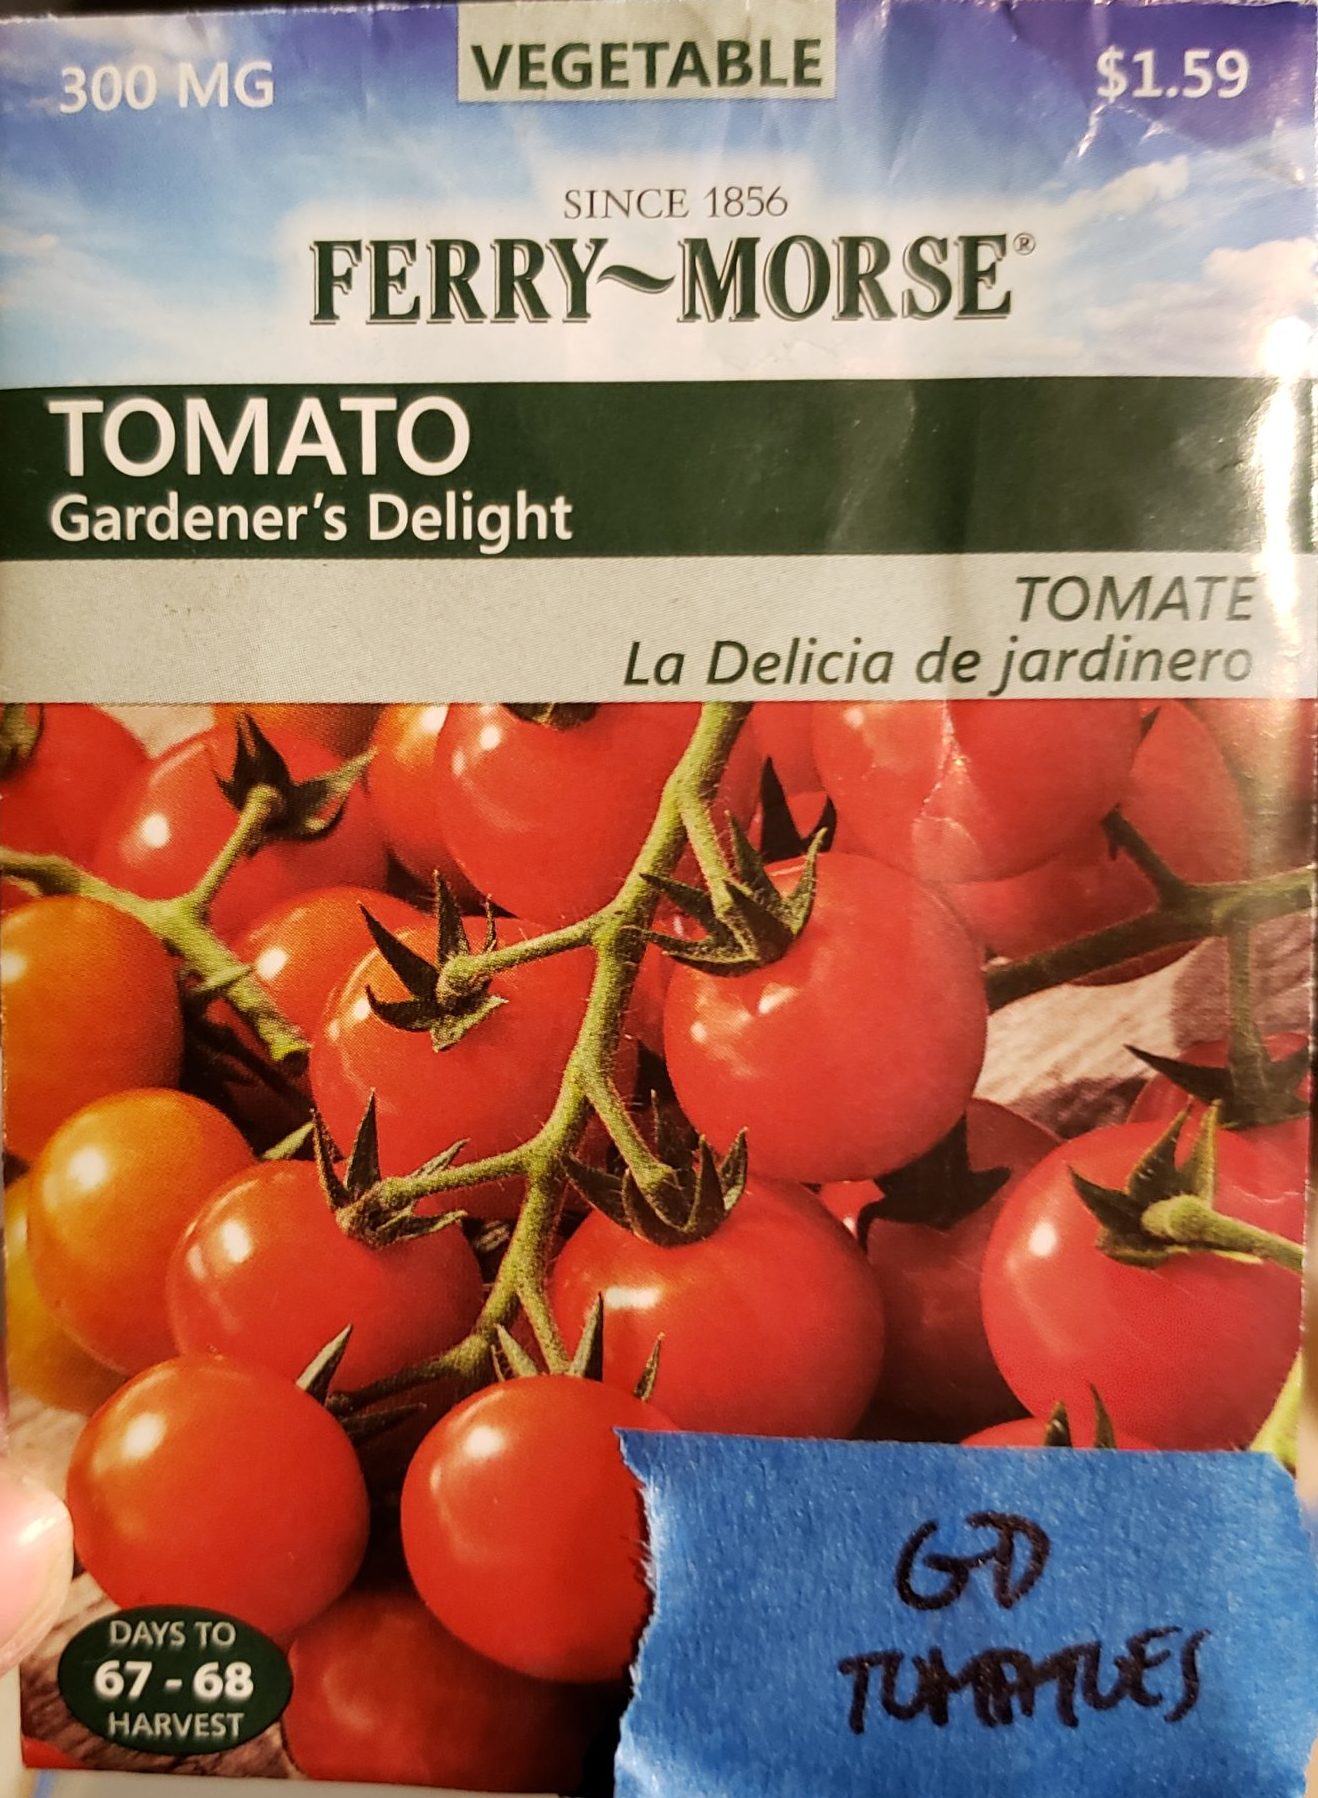 VEGETABLE
300 MG
$1.59
SINCE 1856
FERRY~MORSE®
TOMATO
Gardener's Delight
TOMATE
La Delicia de jardinero
DAYS TO
67 - 68
HARVEST
GD
TOMATOES